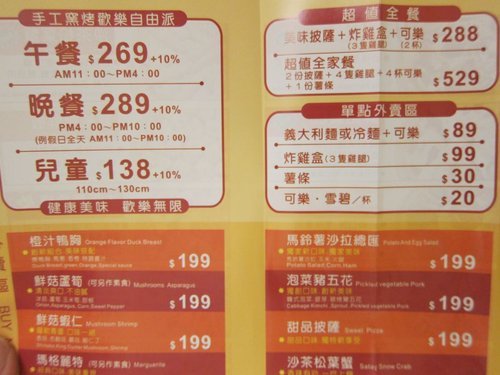 手工窯烤歡樂自由派
午餐 $269+10%
AM11：00～PM4：00
晚餐 $289+10%
PM4：00～PM10：00
(例假日全天 AM11：00～PM10：00)
兒童 $138+10%
110cm～130cm
健康美味 歡樂無限
超值全餐
美味披薩+炸雞盒+可樂 $288
(3隻雞腿) (2杯)
超值全家餐
2份披薩+4隻雞腿+4杯可樂
+1份薯條 $529
單點外賣區
義大利麵或冷麵+可樂 $89
炸雞盒(3隻雞腿) $99
薯條 $30
可樂．雪碧/杯 $20
橙汁鴨胸 Orange Flavor Duck Breast
$199
鮮菇蘆筍 (可另作素食) Mushrooms Asparagus
$199
鮮菇蝦仁 Mushroom Shrimp
$199
瑪格麗特 (可另作素食) Marguerite
馬鈴薯沙拉總匯 Potato And Egg Salad
Potato Salad, Corn, Ham
$199
泡菜豬五花 Pickled vegetable Pork
$199
甜品披薩 Sweet Pizza
$199
沙茶松葉蟹 Satay Snow Crab
BUY